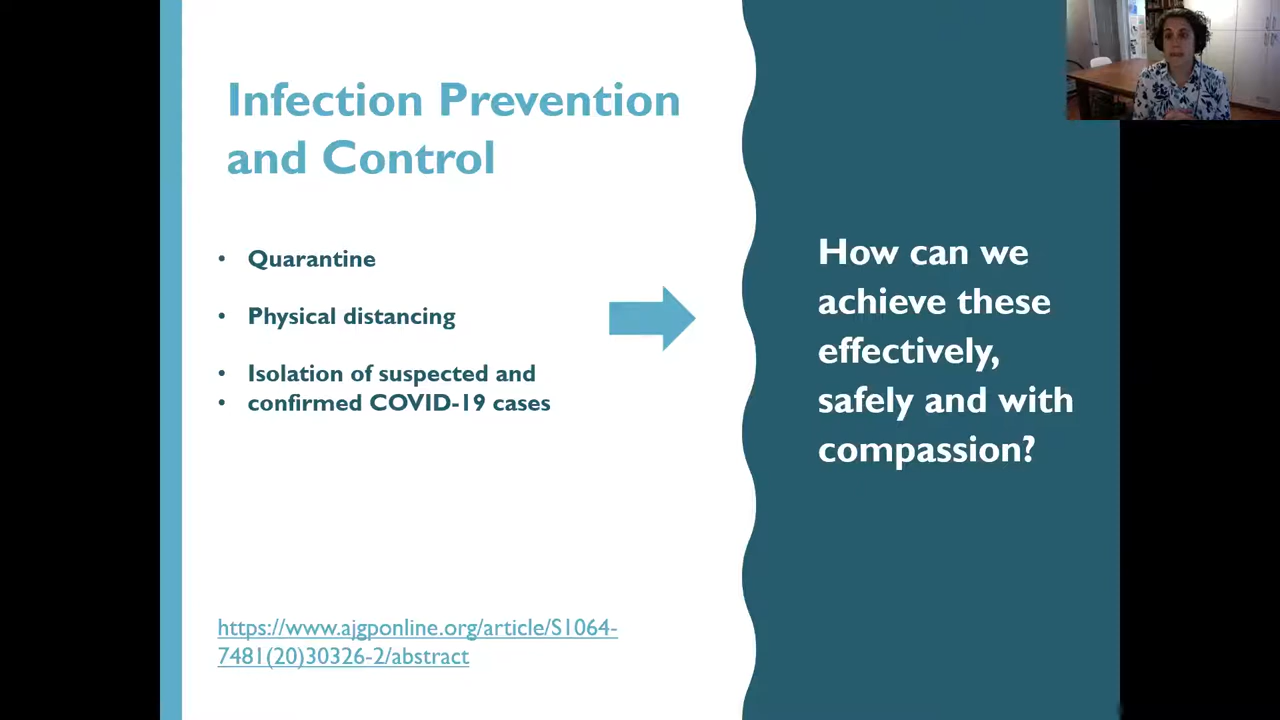 Infection Prevention
and Control
• Quarantine
• Physical distancing
• Isolation of suspected and
• confirmed COVID-19 cases
How can we
achieve these
effectively,
safely and with
compassion?
https://www.ajgponline.org/article/S1064-
7481(20)30326-2/abstract